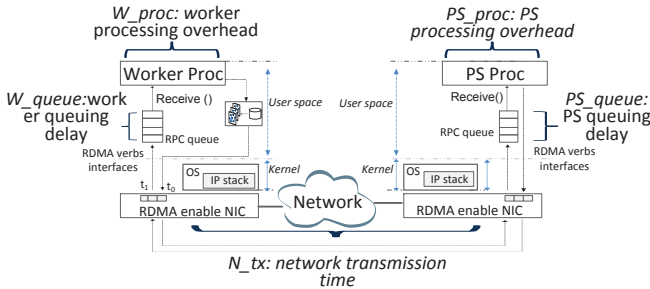 W_proc: worker
processing overhead
PS_proc: PS
processing overhead
Worker Proc
PS Proc
W_queue:work
er queuing
delay
Receive ()
RPC queue
User space
User space
Receive()
RPC queue
PS_queue:
PS queuing
delay
RDMA verbs
interfaces
RDMA verbs
interfaces
Kernel
Kernel
OS
IP stack
OS
IP stack
t1
t0
Network
RDMA enable NIC
RDMA enable NIC
N_tx: network transmission
time